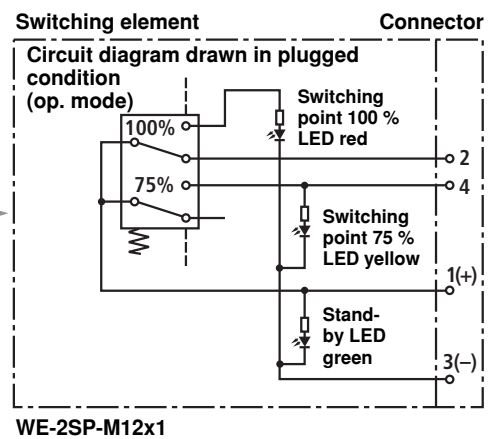 Switching element
Connector
Circuit diagram drawn in plugged
condition
(op. mode)
Switching
point 100 %
LED red
100%
2
75%
4
Switching
point 75 %
LED yellow
1(+)
Stand-
by LED
green
3(–)
WE-2SP-M12x1